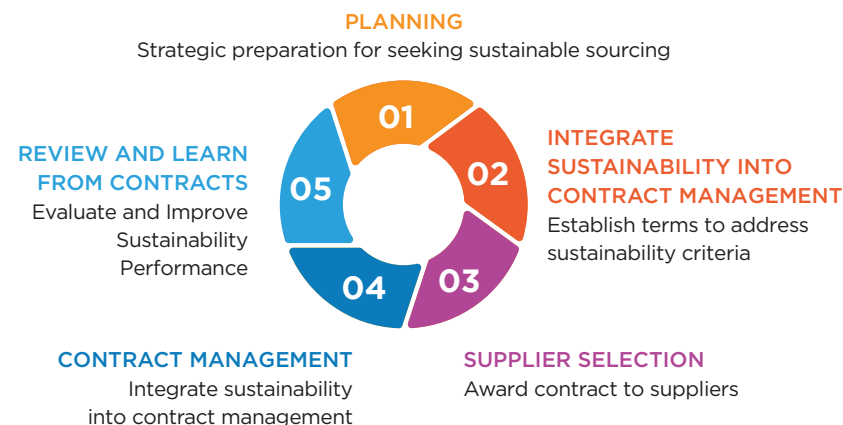 PLANNING
Strategic preparation for seeking sustainable sourcing
01
INTEGRATE
SUSTAINABILITY INTO
CONTRACT MANAGEMENT
Establish terms to address
sustainability criteria
02
SUPPLIER SELECTION
Award contract to suppliers
03
CONTRACT MANAGEMENT
Integrate sustainability
into contract management
04
REVIEW AND LEARN
FROM CONTRACTS
Evaluate and Improve
Sustainability
Performance
05